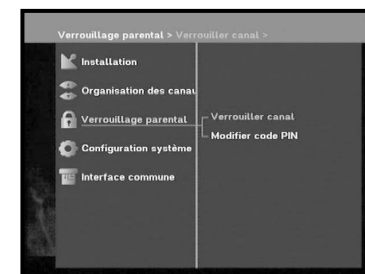 Verrouillage parental > Verrouiller canal >
Installation
Organisation des canau
Verrouillage parental
Verrouiller canal
Modifier code PIN
Configuration système
Interface commune